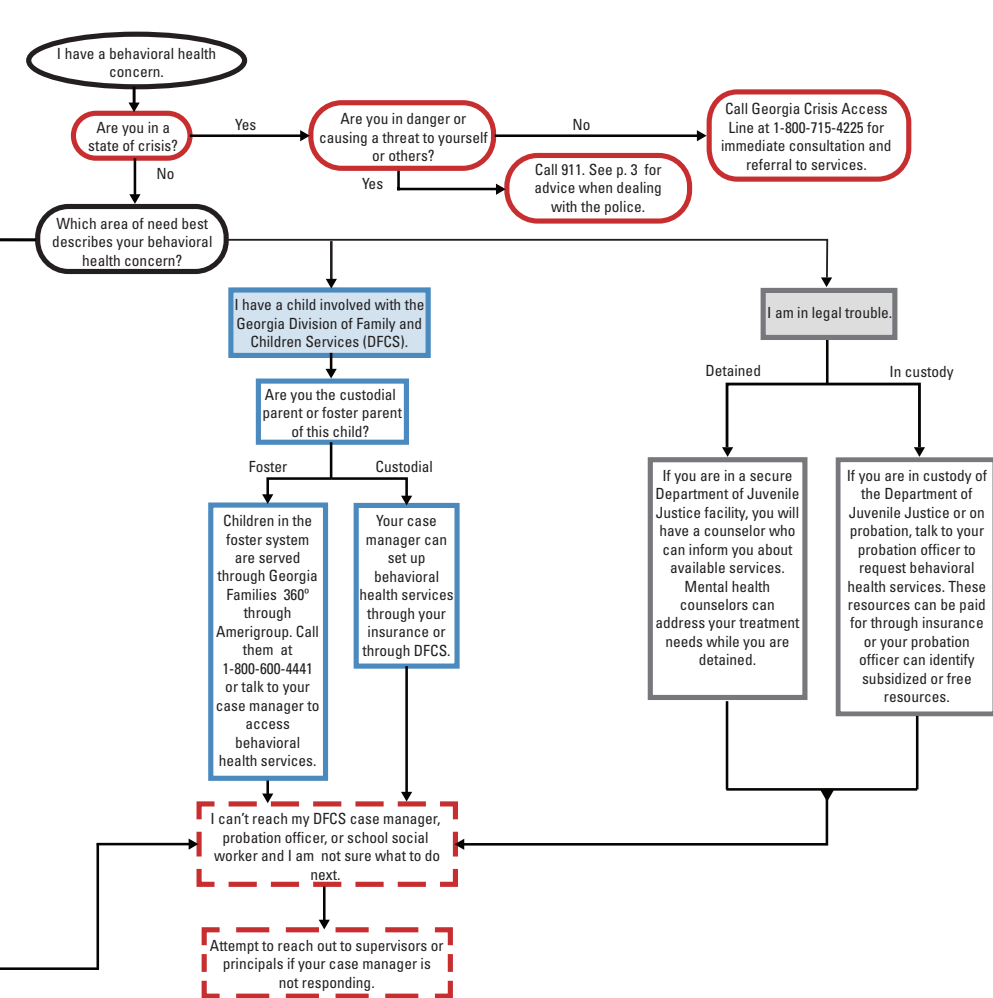 I have a behavioral health
concern.
Are you in a
state of crisis?
Yes
No
Are you in danger or
causing a threat to yourself
or others?
No
Yes
Call Georgia Crisis Access
Line at 1-800-715-4225 for
immediate consultation and
referral to services.
Call 911. See p. 3 for
advice when dealing
with the police.
Which area of need best
describes your behavioral
health concern?
I have a child involved with the
Georgia Division of Family and
Children Services (DFCS).
I am in legal trouble.
Are you the custodial
parent or foster parent
of this child?
Foster
Custodial
Detained
In custody
Children in the
foster system
are served
through Georgia
Families 360º
through
Amerigroup. Call
them at
1-800-600-4441
or talk to your
case manager to
access
behavioral
health services.
Your case
manager can
set up
behavioral
health services
through your
insurance or
through DFCS.
If you are in a secure
Department of Juvenile
Justice facility, you will
have a counselor who
can inform you about
available services.
Mental health
counselors can
address your treatment
needs while you are
detained.
If you are in custody of
the Department of
Juvenile Justice or on
probation, talk to your
probation officer to
request behavioral
health services. These
resources can be paid
for through insurance
or your probation
officer can identify
subsidized or free
resources.
I can't reach my DFCS case manager,
probation officer, or school social
worker and I am not sure what to do
next.
Attempt to reach out to supervisors or
principals if your case manager is
not responding.